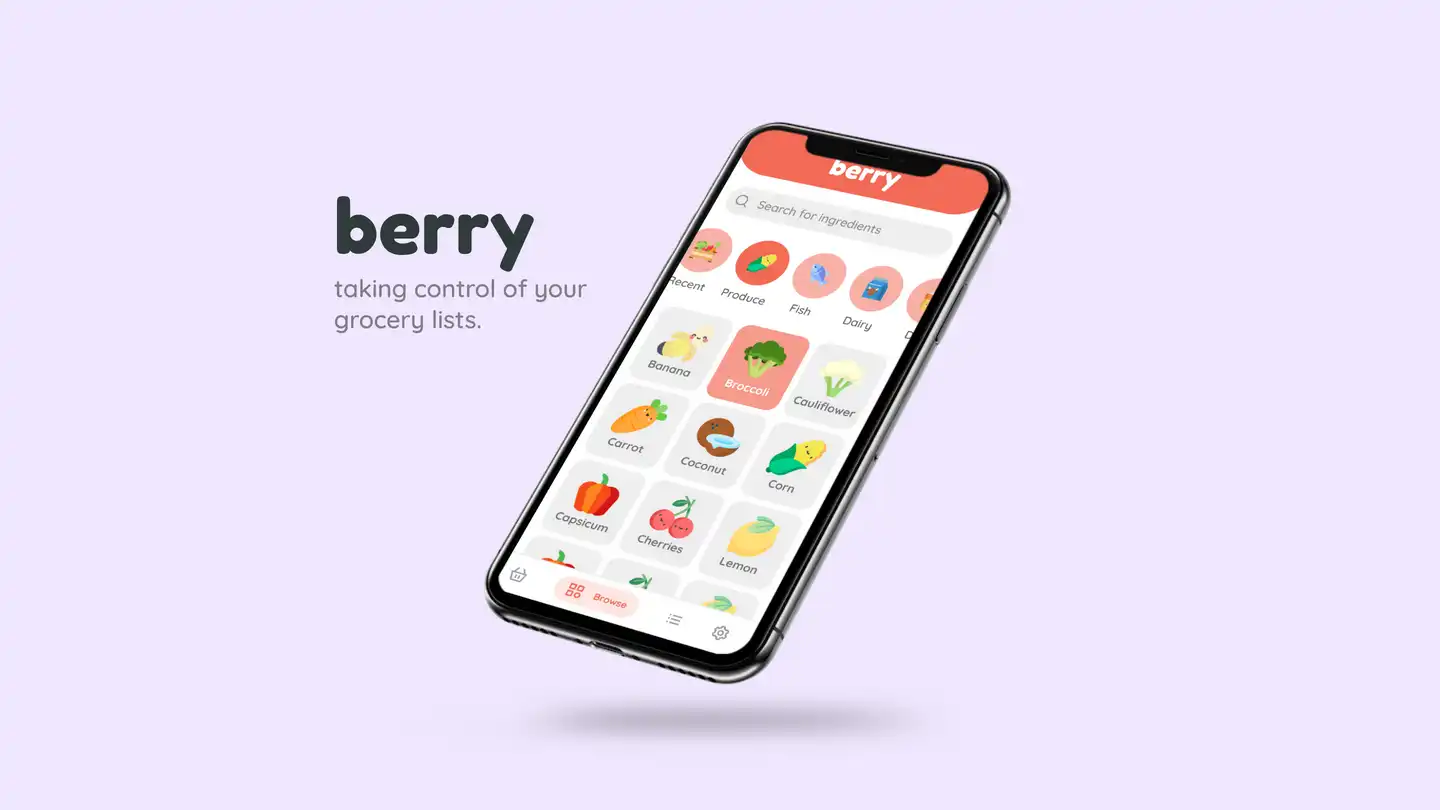 berry
taking control of your
grocery lists.
berry
Search for ingredients
Recent
Produce
Fish
Dairy
Banana
Broccoli
Cauliflower
Carrot
Coconut
Corn
Capsicum
Cherries
Lemon
Browse